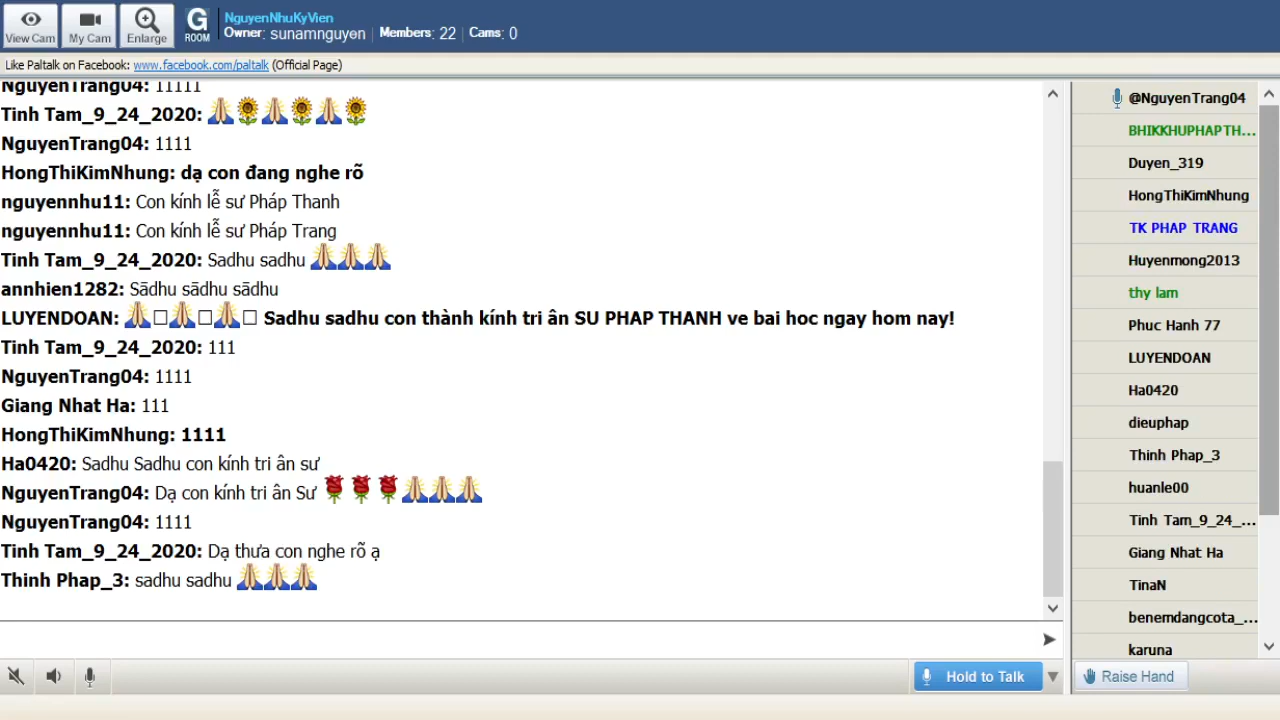 View Cam
My Cam
Enlarge
G
ROOM
NguyenNhuKyVien
Owner: sunamnguyen | Members: 22 | Cams: 0
Like Paltalk on Facebook: www.facebook.com/paltalk (Official Page)
NguyenTrang04: 11111
Tinh Tam_9_24_2020: 🙏🌻🙏🌻🙏🌻
NguyenTrang04: 1111
HongThiKimNhung: dạ con đang nghe rõ
nguyennhu11: Con kính lễ sư Pháp Thanh
nguyennhu11: Con kính lễ sư Pháp Trang
Tinh Tam_9_24_2020: Sadhu sadhu 🙏🙏🙏
annhien1282: Sādhu sādhu sādhu
LUYENDOAN: 🙏□🙏□🙏□ Sadhu sadhu con thành kính tri ân SU PHAP THANH ve bai hoc ngay hom nay!
Tinh Tam_9_24_2020: 111
NguyenTrang04: 1111
Giang Nhat Ha: 111
HongThiKimNhung: 1111
Ha0420: Sadhu Sadhu con kính tri ân sư
NguyenTrang04: Dạ con kính tri ân Sư 🌹🌹🌹🙏🙏🙏
NguyenTrang04: 1111
Tinh Tam_9_24_2020: Dạ thưa con nghe rõ ạ
Thinh Phap_3: sadhu sadhu 🙏🙏🙏
Hold to Talk
@NguyenTrang04
BHIKKHUPHAPTH...
Duyen_319
HongThiKimNhung
TK PHAP TRANG
Huyenmong2013
thy lam
Phuc Hanh 77
LUYENDOAN
Ha0420
dieuphap
Thinh Phap_3
huanle00
Tinh Tam_9_24_...
Giang Nhat Ha
TinaN
benemdangcota_...
karuna
Raise Hand